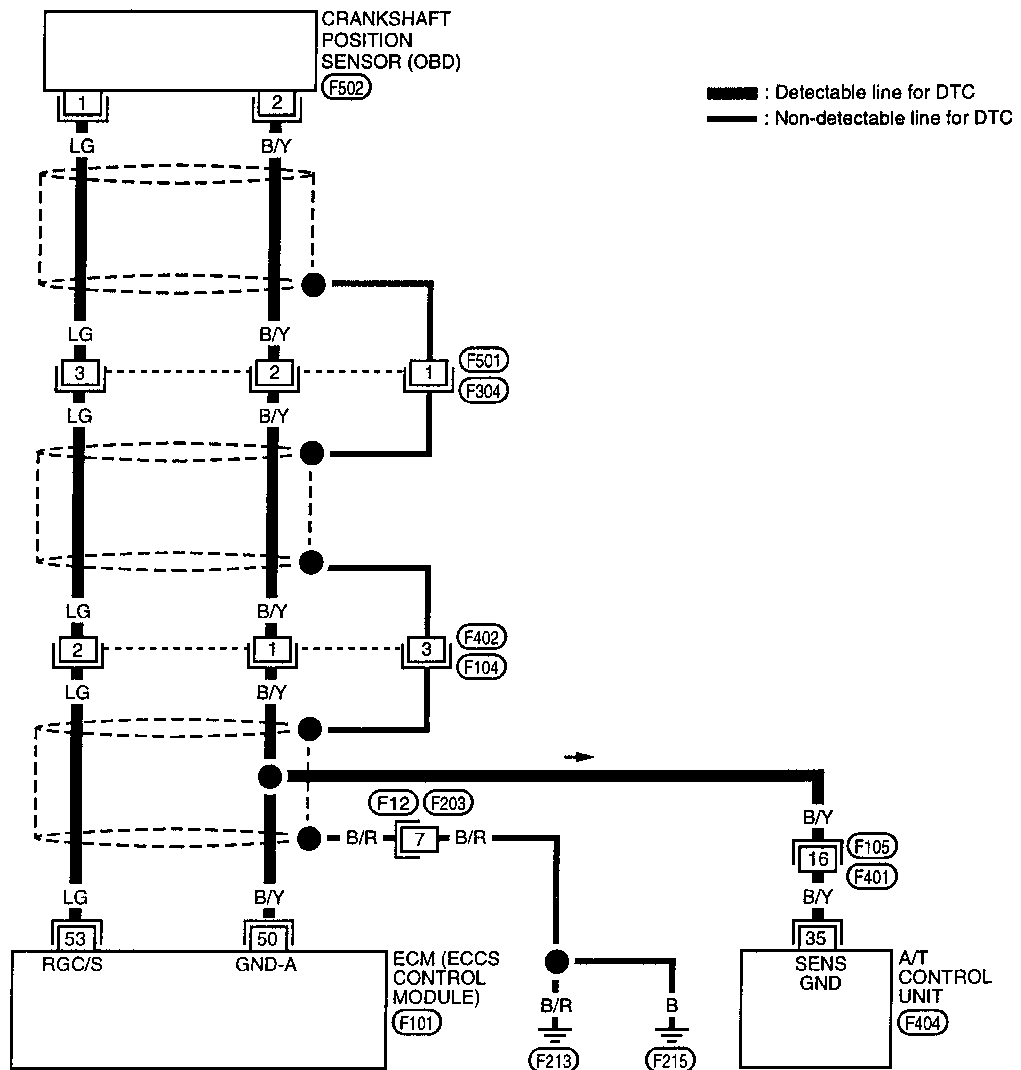 CRANKSHAFT
POSITION
SENSOR (OBD)
F502
1
2
: Detectable line for DTC
: Non-detectable line for DTC
LG
B/Y
LG
B/Y
F501
3
2
1
F304
LG
B/Y
LG
B/Y
F402
2
1
3
F104
LG
B/Y
F12
F203
B/Y
B/R
7
B/R
F105
16
F401
LG
B/Y
B/Y
53
50
35
RGC/S
GND-A
ECM (ECCS
CONTROL
MODULE)
F101
SENS
GND
A/T
CONTROL
UNIT
F404
B/R
B
F213
F215